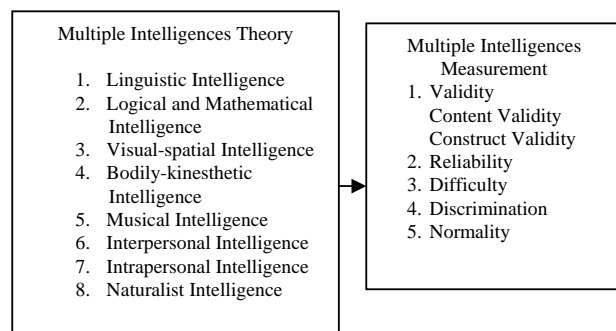 Multiple Intelligences Theory
1. Linguistic Intelligence
2. Logical and Mathematical
Intelligence
3. Visual-spatial Intelligence
4. Bodily-kinesthetic
Intelligence
5. Musical Intelligence
6. Interpersonal Intelligence
7. Intrapersonal Intelligence
8. Naturalist Intelligence
Multiple Intelligences
Measurement
1. Validity
Content Validity
Construct Validity
2. Reliability
3. Difficulty
4. Discrimination
5. Normality